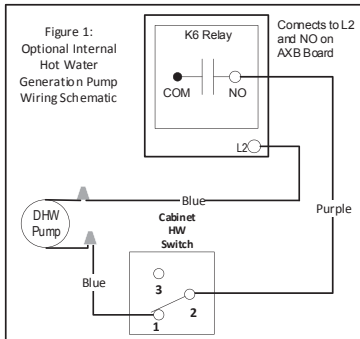 Figure 1:
Optional Internal
Hot Water
Generation Pump
Wiring Schematic
K6 Relay
COM
NO
L2
Connects to L2
and NO on
AXB Board
Blue
Purple
DHW
Pump
Cabinet
HW
Switch
Blue
3
2
1